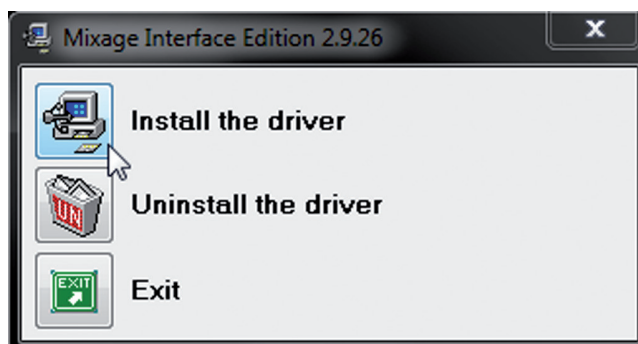 Mixage Interface Edition 2.9.26
X
Install the driver
UN
Uninstall the driver
EXIT
Exit